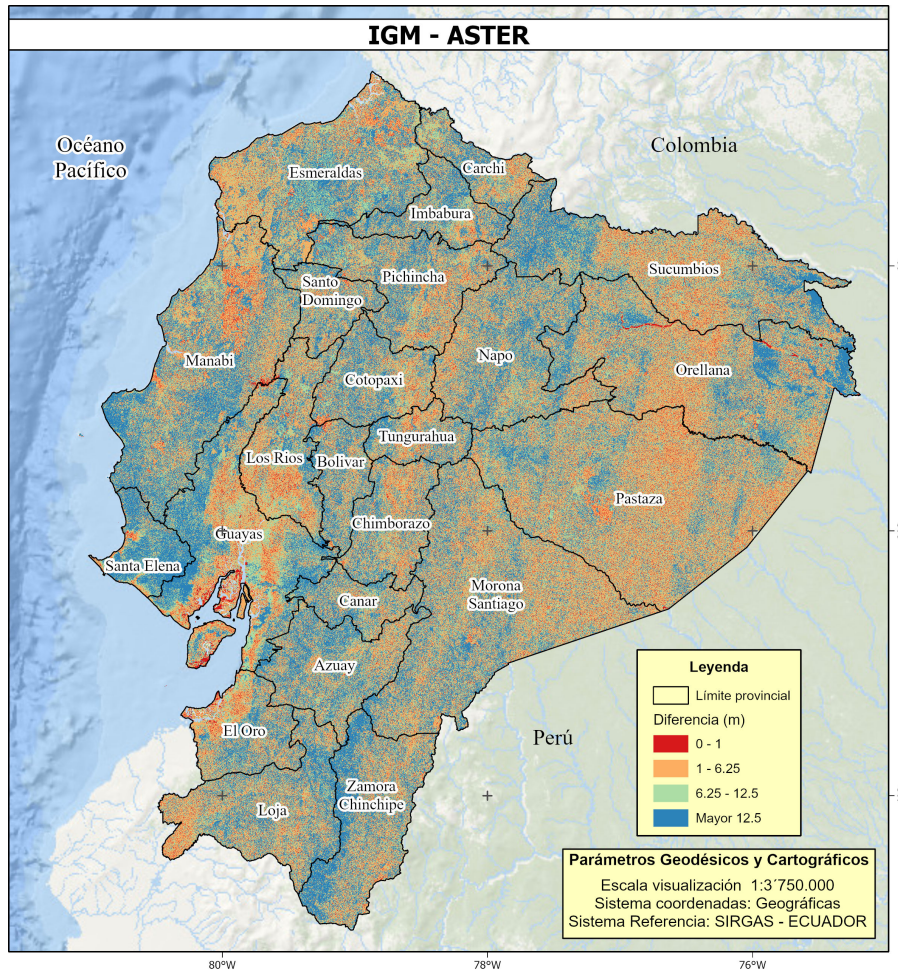 IGM - ASTER
Océano
Pacífico
Colombia
Esmeraldas
Carchi
Imbabura
Sucumbios
Pichincha
Santo
Domingo
Manabí
Napo
Orellana
Cotopaxi
Tungurahua
Los Rios
Bolivar
Pastaza
Chimborazo
Guayas
Santa Elena
Morona
Santiago
Canar
Azuay
El Oro
Perú
Zamora
Chinchipe
Loja
Leyenda
Límite provincial
Diferencia (m)
0 - 1
1 - 6.25
6.25 - 12.5
Mayor 12.5
Parámetros Geodésicos y Cartográficos
Escala visualización 1:3´750.000
Sistema coordenadas: Geográficas
Sistema Referencia: SIRGAS - ECUADOR
80°W
78°W
76°W